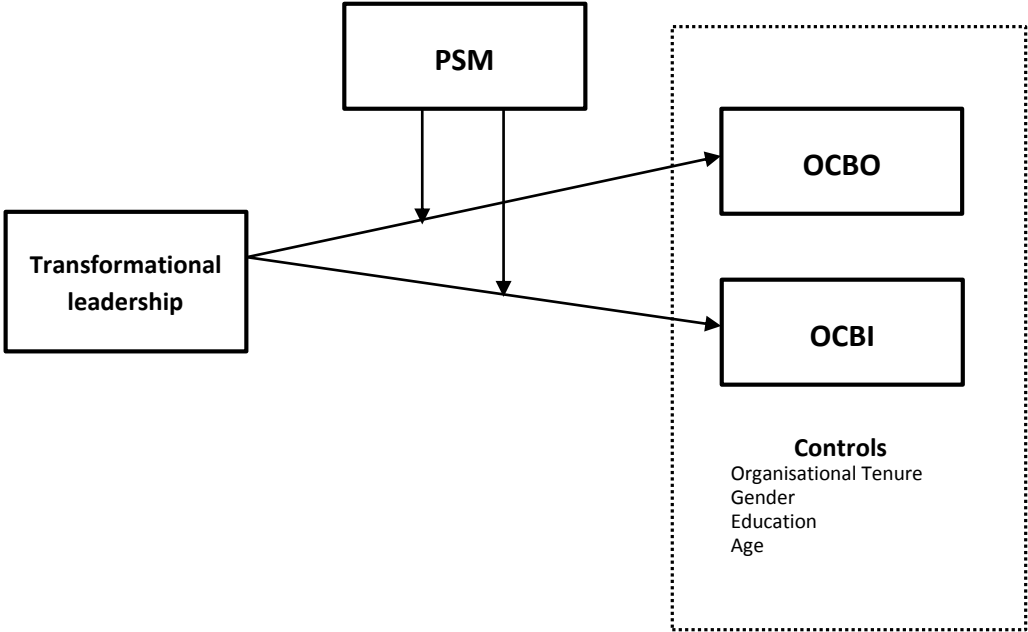 PSM
OCBO
Transformational
leadership
OCBI
Controls
Organisational Tenure
Gender
Education
Age